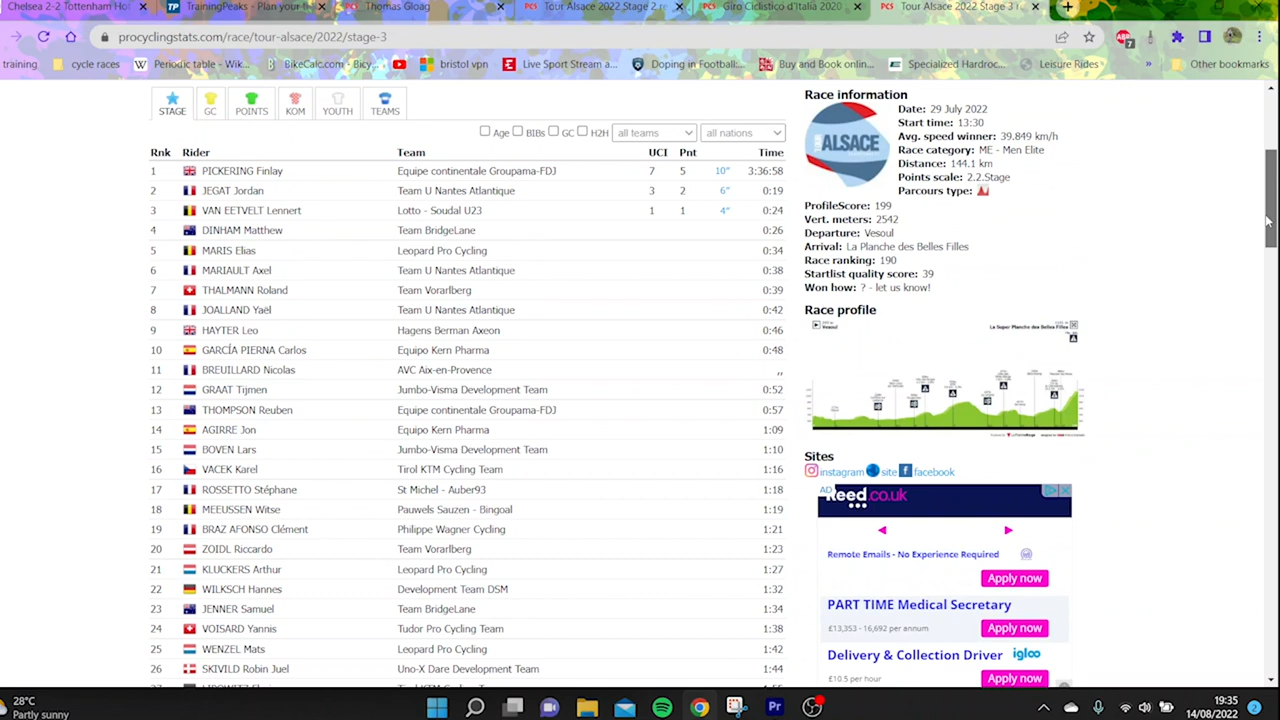 Chelsea 2-2 Tottenham Ho
TrainingPeaks - Plan your t
Thomas Gloag
Tour Alsace 2022 Stage 2 re
Giro Ciclistico d'Italia 2020
Tour Alsace 2022 Stage 3 r
procyclingstats.com/race/tour-alsace/2022/stage-3
training
cycle races
Periodic table - Wik...
BikeCalc.com - Bicy...
bristol vpn
Live Sport Stream a...
Doping in Football:...
Buy and Book onlin...
Specialized Hardroc...
Leisure Rides
»
Other bookmarks
STAGE GC POINTS KOM YOUTH TEAMS
Age BIBs GC H2H all teams all nations
Rnk Rider Team UCI Pnt Time
1 PICKERING Finlay Equipe continentale Groupama-FDJ 7 5 10" 3:36:58
2 JEGAT Jordan Team U Nantes Atlantique 3 2 6" 0:19
3 VAN EETVELT Lennert Lotto - Soudal U23 1 1 4" 0:24
4 DINHAM Matthew Team BridgeLane 0:26
5 MARIS Elias Leopard Pro Cycling 0:34
6 MARIAULT Axel Team U Nantes Atlantique 0:38
7 THALMANN Roland Team Vorarlberg 0:39
8 JOALLAND Yaël Team U Nantes Atlantique 0:42
9 HAYTER Leo Hagens Berman Axeon 0:46
10 GARCÍA PIERNA Carlos Equipo Kern Pharma 0:48
11 BREUILLARD Nicolas AVC Aix-en-Provence ,,
12 GRAAT Tijmen Jumbo-Visma Development Team 0:52
13 THOMPSON Reuben Equipe continentale Groupama-FDJ 0:57
14 AGIRRE Jon Equipo Kern Pharma 1:09
15 BOVEN Lars Jumbo-Visma Development Team 1:10
16 VACEK Karel Tirol KTM Cycling Team 1:16
17 ROSSETTO Stéphane St Michel - Auber93 1:18
18 MEEUSSEN Witse Pauwels Sauzen - Bingoal 1:19
19 BRAZ AFONSO Clément Philippe Wagner Cycling 1:21
20 ZOIDL Riccardo Team Vorarlberg 1:23
21 KLUCKERS Arthur Leopard Pro Cycling 1:27
22 WILKSCH Hannes Development Team DSM 1:32
23 JENNER Samuel Team BridgeLane 1:34
24 VOISARD Yannis Tudor Pro Cycling Team 1:38
25 WENZEL Mats Leopard Pro Cycling 1:42
26 SKIVILD Robin Juel Uno-X Dare Development Team 1:44
Race information
ALSACE
Date: 29 July 2022
Start time: 13:30
Avg. speed winner: 39.849 km/h
Race category: ME - Men Elite
Distance: 144.1 km
Points scale: 2.2.Stage
Parcours type:
ProfileScore: 199
Vert. meters: 2542
Departure: Vesoul
Arrival: La Planche des Belles Filles
Race ranking: 190
Startlist quality score: 39
Won how: ? - let us know!
Race profile
Vesoul
La Super Planche des Belles Filles
Sites
instagram site facebook
AD
Reed.co.uk
Remote Emails - No Experience Required
Apply now
PART TIME Medical Secretary
£13,353 - 16,692 per annum
Apply now
Delivery & Collection Driver
igloo
£10.5 per hour
Apply now
28°C
Partly sunny
19:35
14/08/2022
2